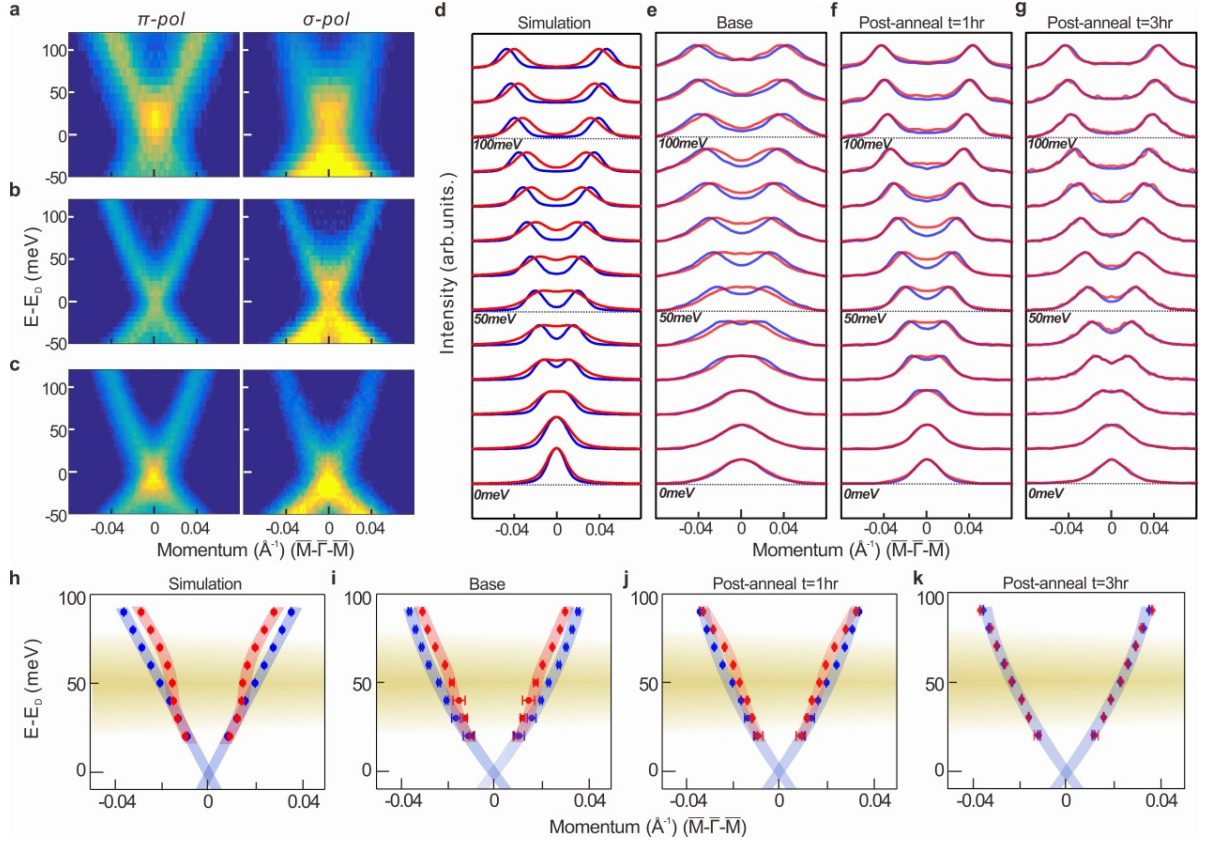 a
π-pol
σ-pol
100
50
0
-50
b
100
50
0
-50
c
100
50
0
-50
E-E_D (meV)
-0.04
0
0.04
-0.04
0
0.04
Momentum (Å⁻¹) (M̅-Γ̅-M̅)
d
Simulation
e
Base
f
Post-anneal t=1hr
g
Post-anneal t=3hr
Intensity (arb.units.)
100meV
100meV
100meV
100meV
50meV
50meV
50meV
50meV
0meV
0meV
0meV
0meV
-0.04
0
0.04
-0.04
0
0.04
-0.04
0
0.04
-0.04
0
0.04
Momentum (Å⁻¹) (M̅-Γ̅-M̅)
h
Simulation
i
Base
j
Post-anneal t=1hr
k
Post-anneal t=3hr
E-E_D (meV)
100
50
0
100
50
0
100
50
0
100
50
0
-0.04
0
0.04
-0.04
0
0.04
-0.04
0
0.04
-0.04
0
0.04
Momentum (Å⁻¹) (M̅-Γ̅-M̅)